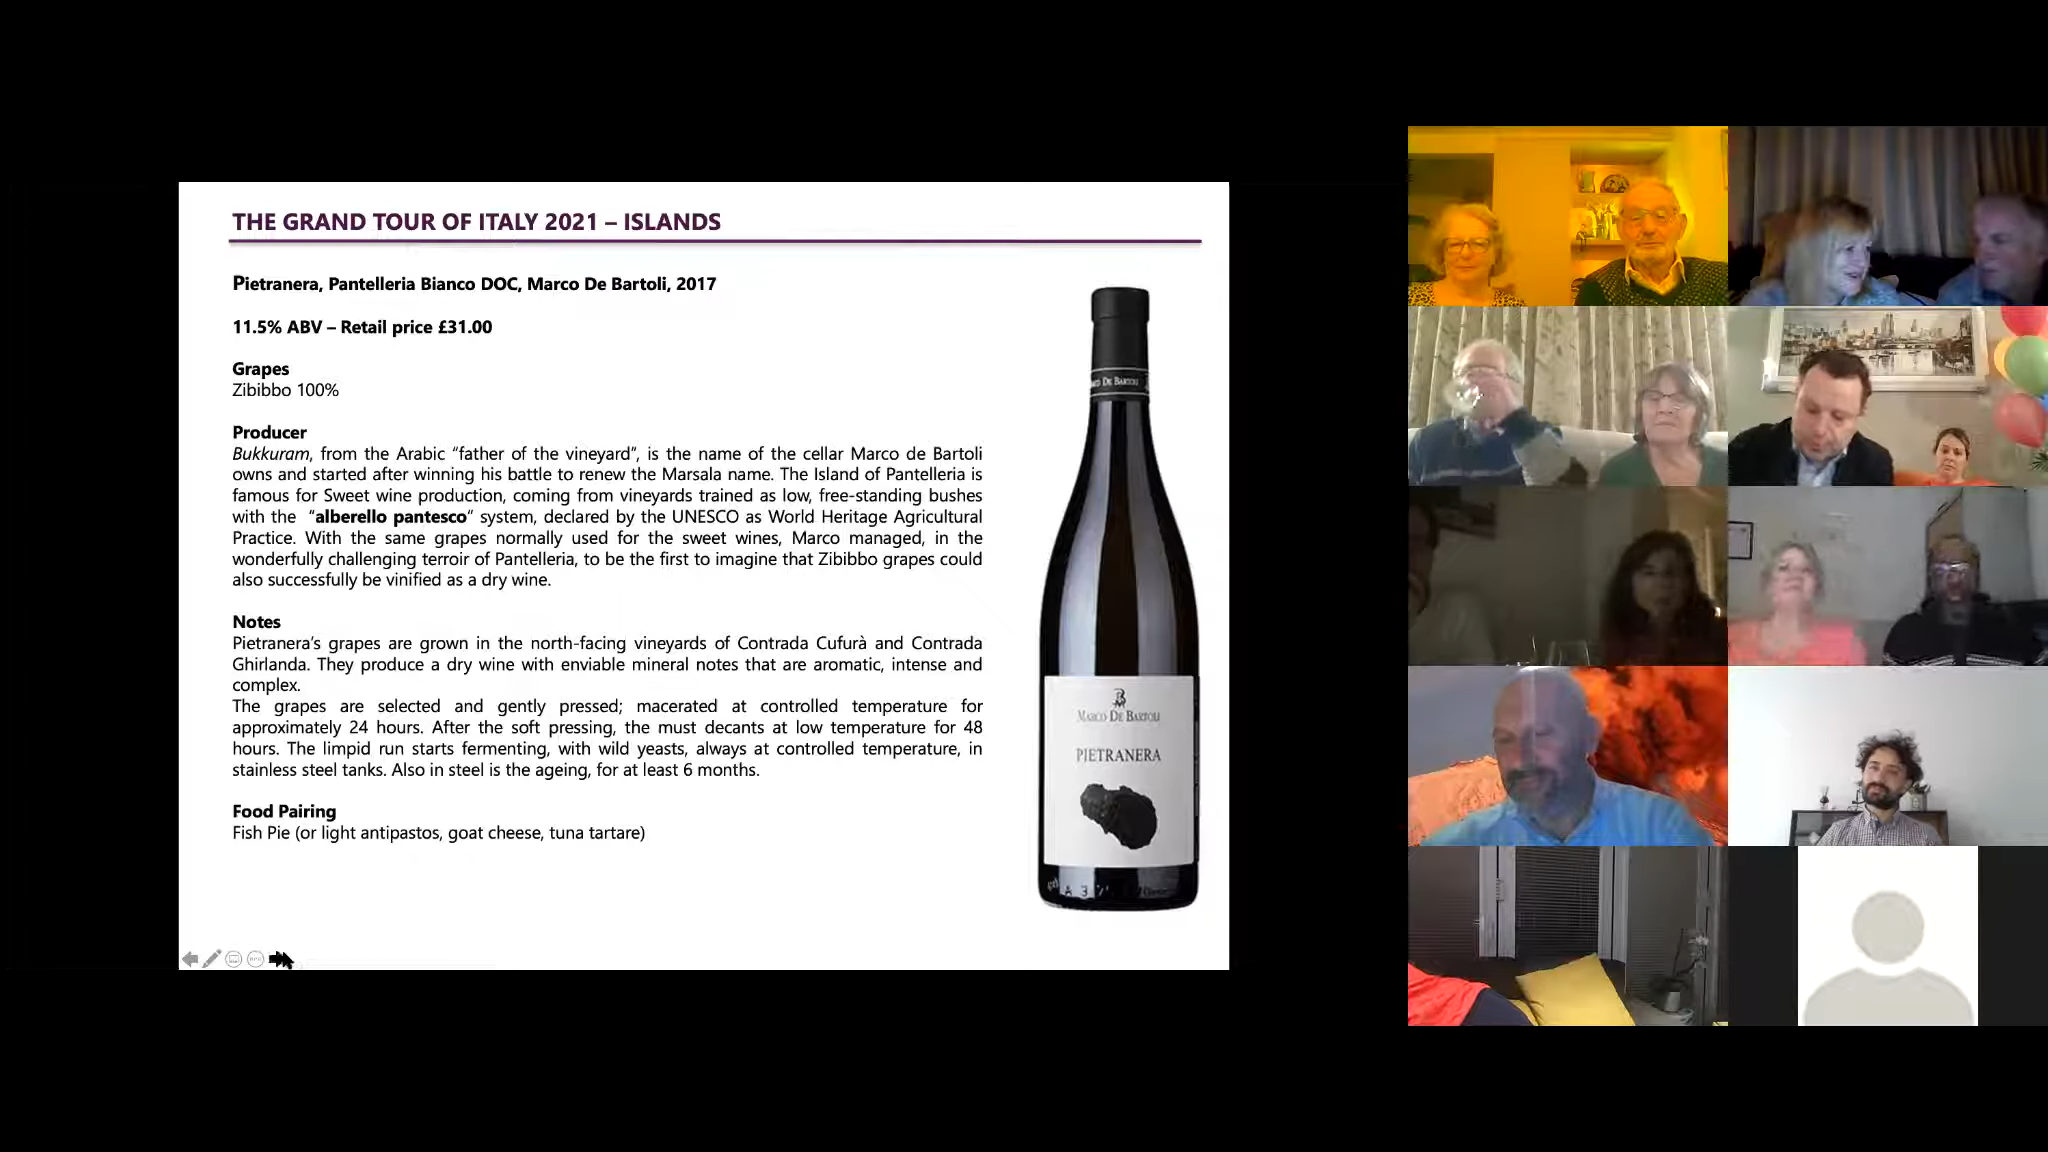 THE GRAND TOUR OF ITALY 2021 – ISLANDS
Pietranera, Pantelleria Bianco DOC, Marco De Bartoli, 2017
11.5% ABV – Retail price £31.00
Grapes
Zibibbo 100%
Producer
Bukkuram, from the Arabic “father of the vineyard”, is the name of the cellar Marco de Bartoli
owns and started after winning his battle to renew the Marsala name. The Island of Pantelleria is
famous for Sweet wine production, coming from vineyards trained as low, free-standing bushes
with the “alberello pantesco“ system, declared by the UNESCO as World Heritage Agricultural
Practice. With the same grapes normally used for the sweet wines, Marco managed, in the
wonderfully challenging terroir of Pantelleria, to be the first to imagine that Zibibbo grapes could
also successfully be vinified as a dry wine.
Notes
Pietranera’s grapes are grown in the north-facing vineyards of Contrada Cufurà and Contrada
Ghirlanda. They produce a dry wine with enviable mineral notes that are aromatic, intense and
complex.
The grapes are selected and gently pressed; macerated at controlled temperature for
approximately 24 hours. After the soft pressing, the must decants at low temperature for 48
hours. The limpid run starts fermenting, with wild yeasts, always at controlled temperature, in
stainless steel tanks. Also in steel is the ageing, for at least 6 months.
Food Pairing
Fish Pie (or light antipastos, goat cheese, tuna tartare)
MARCO DE BARTOLI
MARCO DE BARTOLI
PIETRANERA